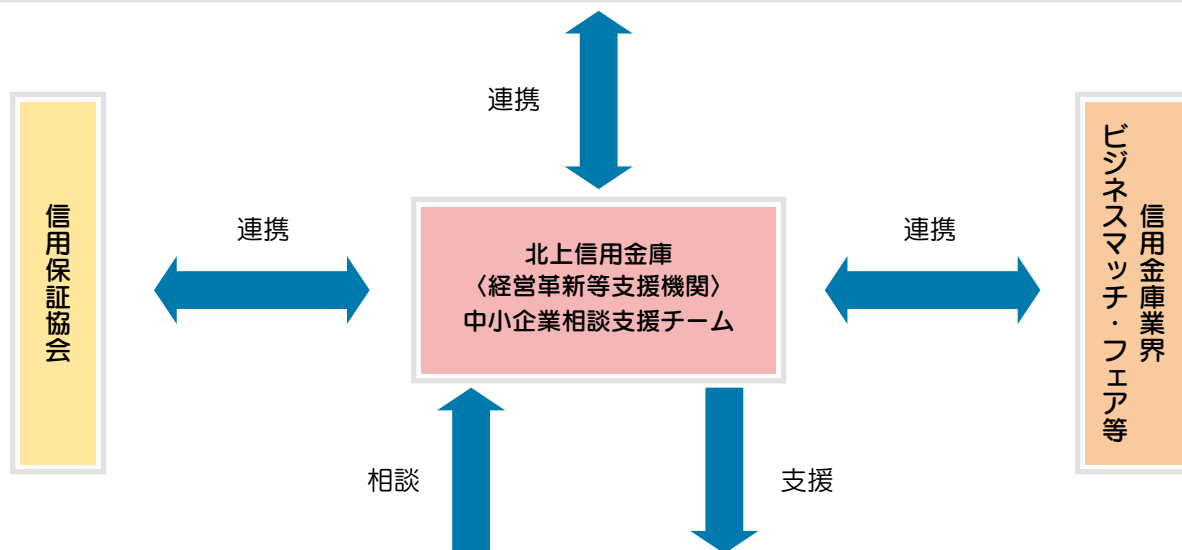 連携
信用保証協会
連携
北上信用金庫
〈経営革新等支援機関〉
中小企業相談支援チーム
連携
信用金庫業界
ビジネスマッチ・フェア等
相談
支援